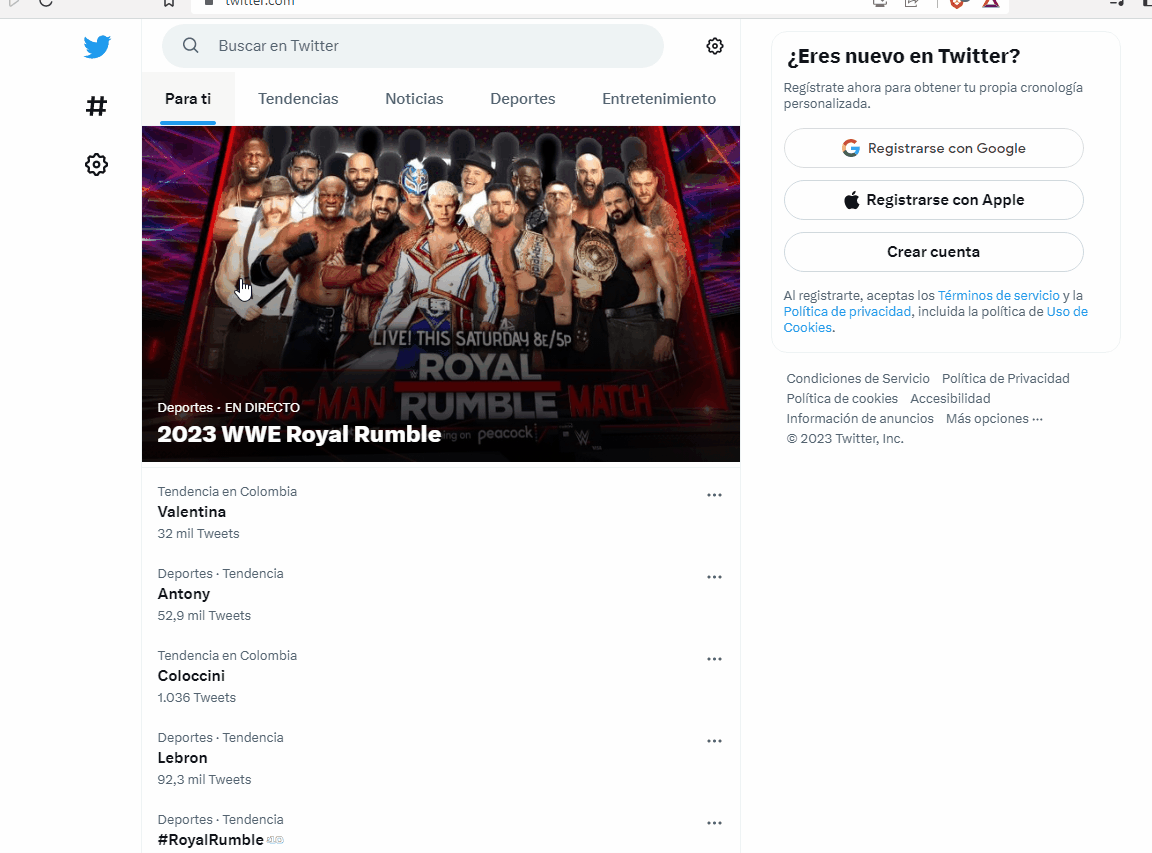 twitter.com
Buscar en Twitter
Para ti
Tendencias
Noticias
Deportes
Entretenimiento
LIVE! THIS SATURDAY 8E/5P
ROYAL
30-MAN RUMBLE MATCH
peacock
Deportes · EN DIRECTO
2023 WWE Royal Rumble
Tendencia en Colombia
Valentina
32 mil Tweets
Deportes · Tendencia
Antony
52,9 mil Tweets
Tendencia en Colombia
Coloccini
1.036 Tweets
Deportes · Tendencia
Lebron
92,3 mil Tweets
Deportes · Tendencia
#RoyalRumble
¿Eres nuevo en Twitter?
Regístrate ahora para obtener tu propia cronología
personalizada.
Registrarse con Google
Registrarse con Apple
Crear cuenta
Al registrarte, aceptas los Términos de servicio y la
Política de privacidad, incluida la política de Uso de
Cookies.
Condiciones de Servicio Política de Privacidad
Política de cookies Accesibilidad
Información de anuncios Más opciones ···
© 2023 Twitter, Inc.